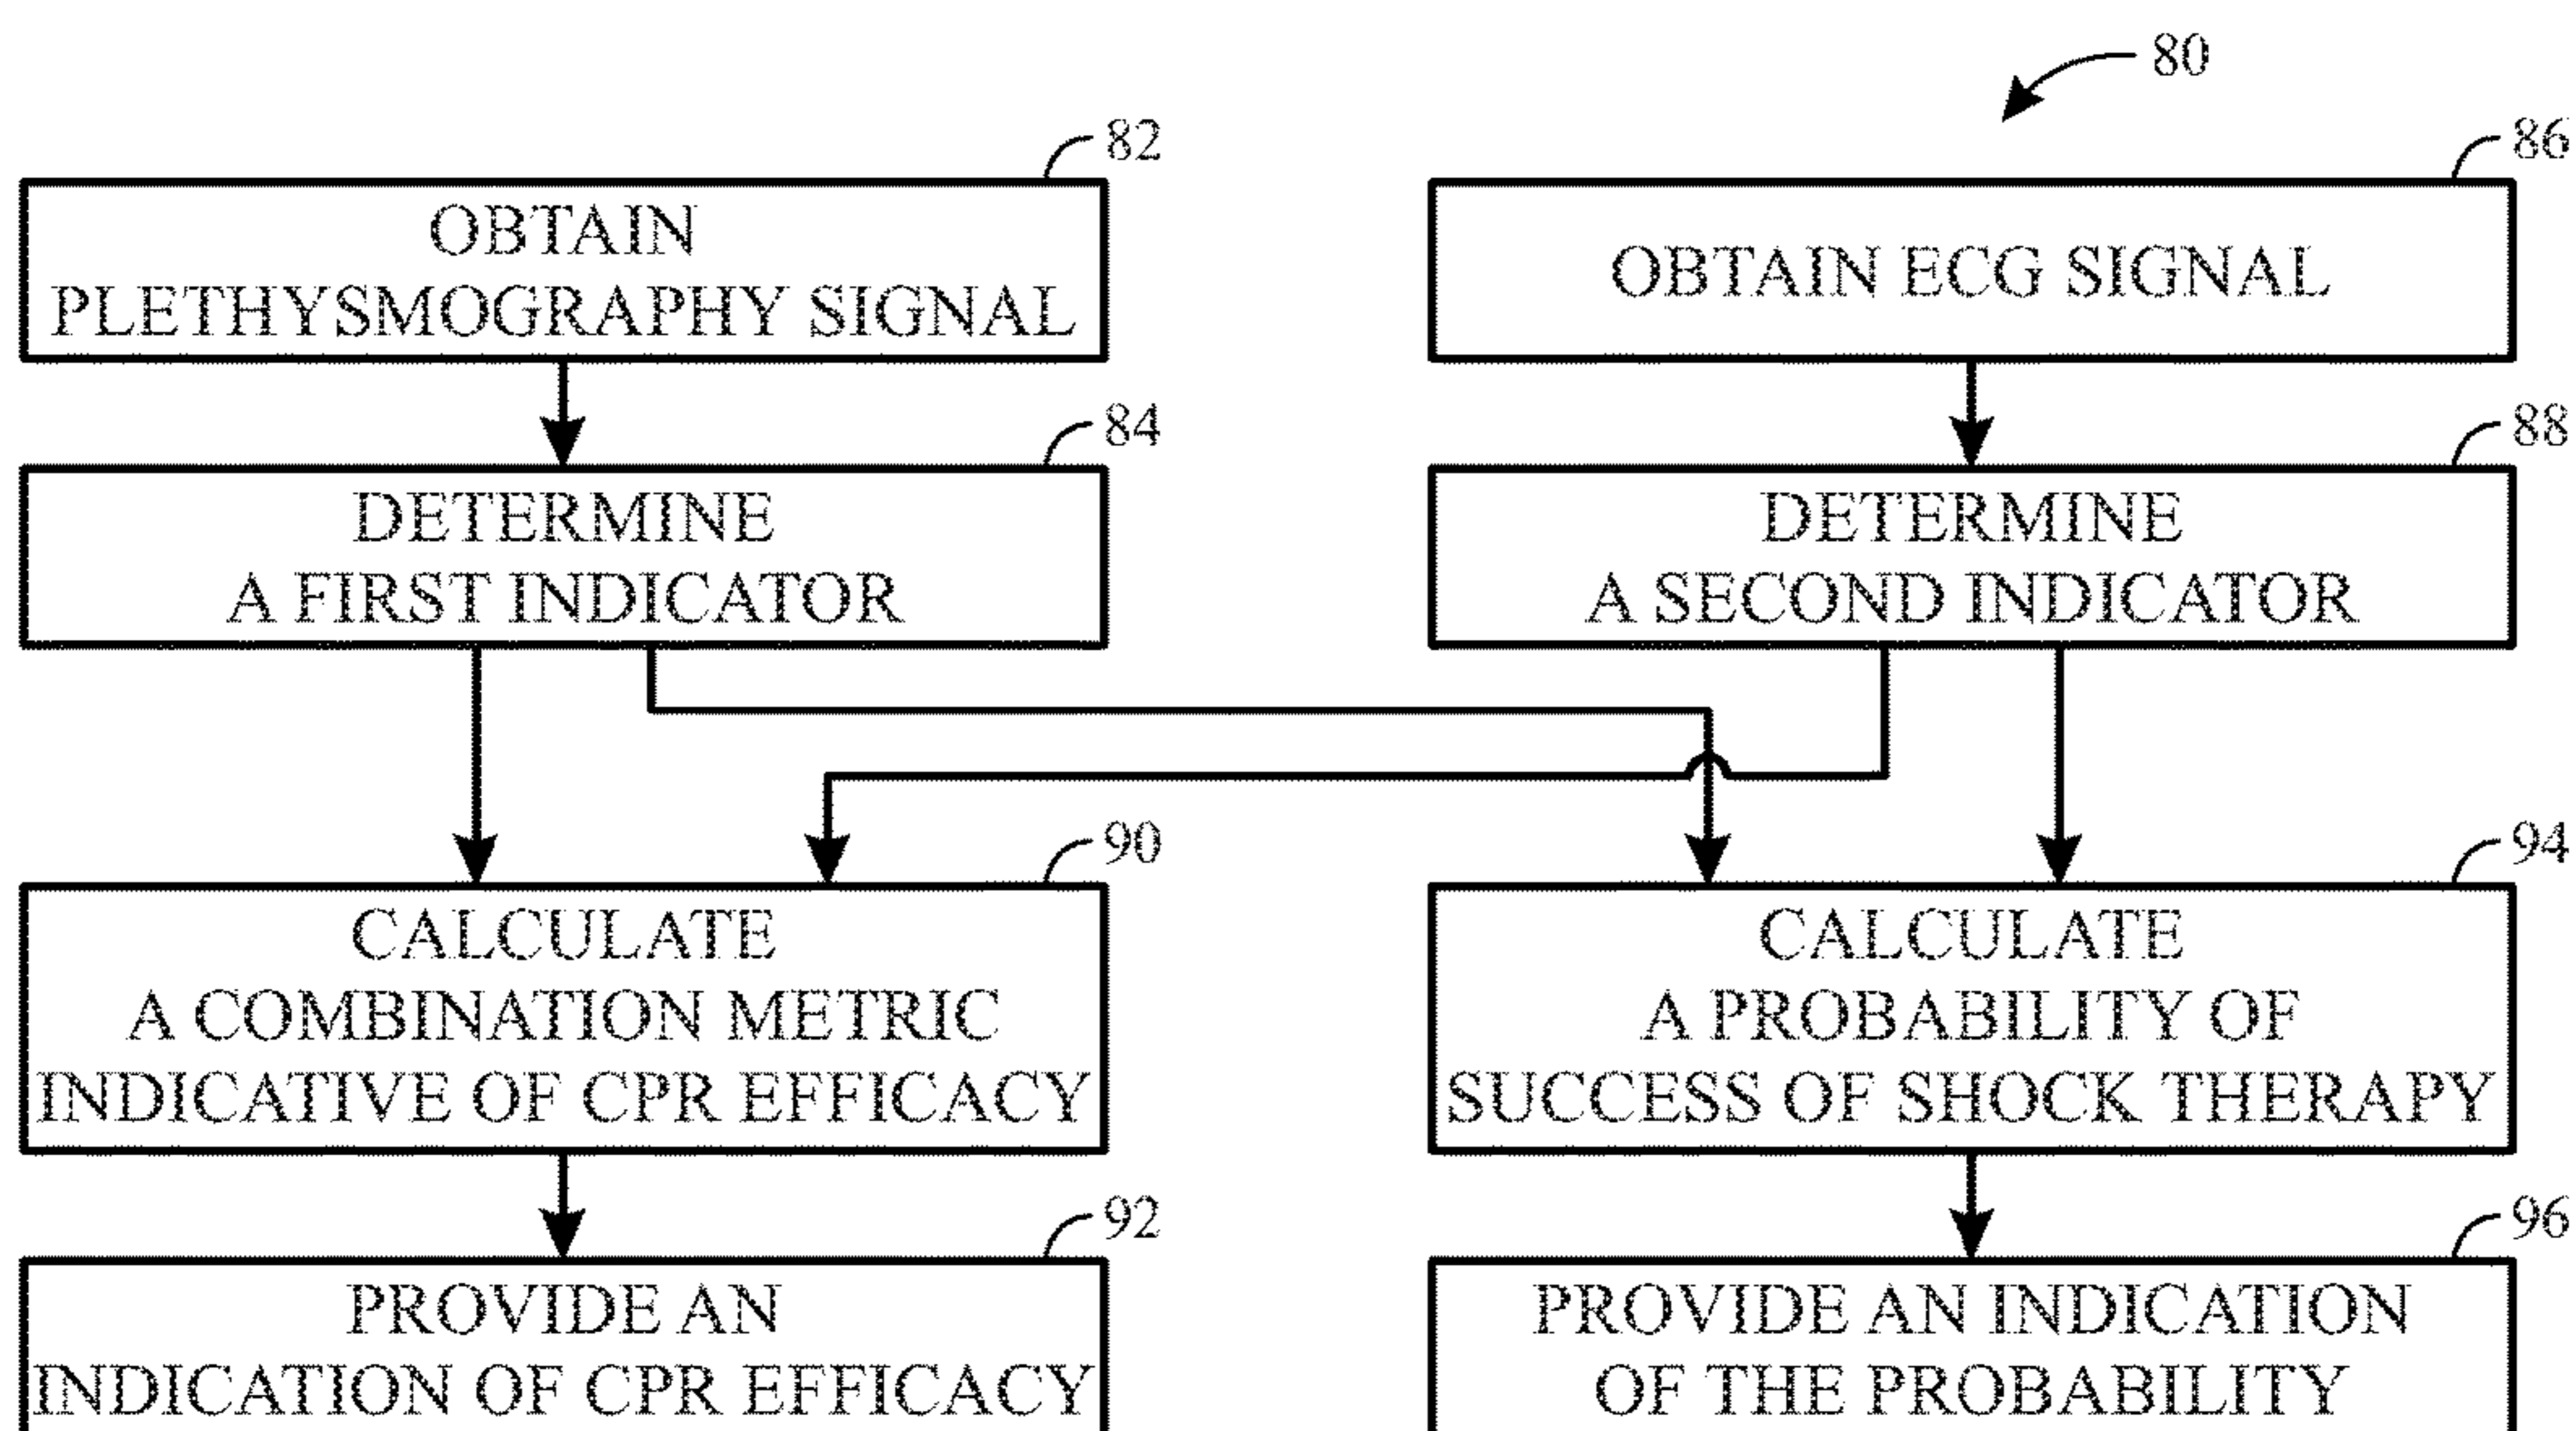 80
82
OBTAIN
PLETHYSMOGRAPHY SIGNAL
86
OBTAIN ECG SIGNAL
84
DETERMINE
A FIRST INDICATOR
88
DETERMINE
A SECOND INDICATOR
90
CALCULATE
A COMBINATION METRIC
INDICATIVE OF CPR EFFICACY
94
CALCULATE
A PROBABILITY OF
SUCCESS OF SHOCK THERAPY
92
PROVIDE AN
INDICATION OF CPR EFFICACY
96
PROVIDE AN INDICATION
OF THE PROBABILITY